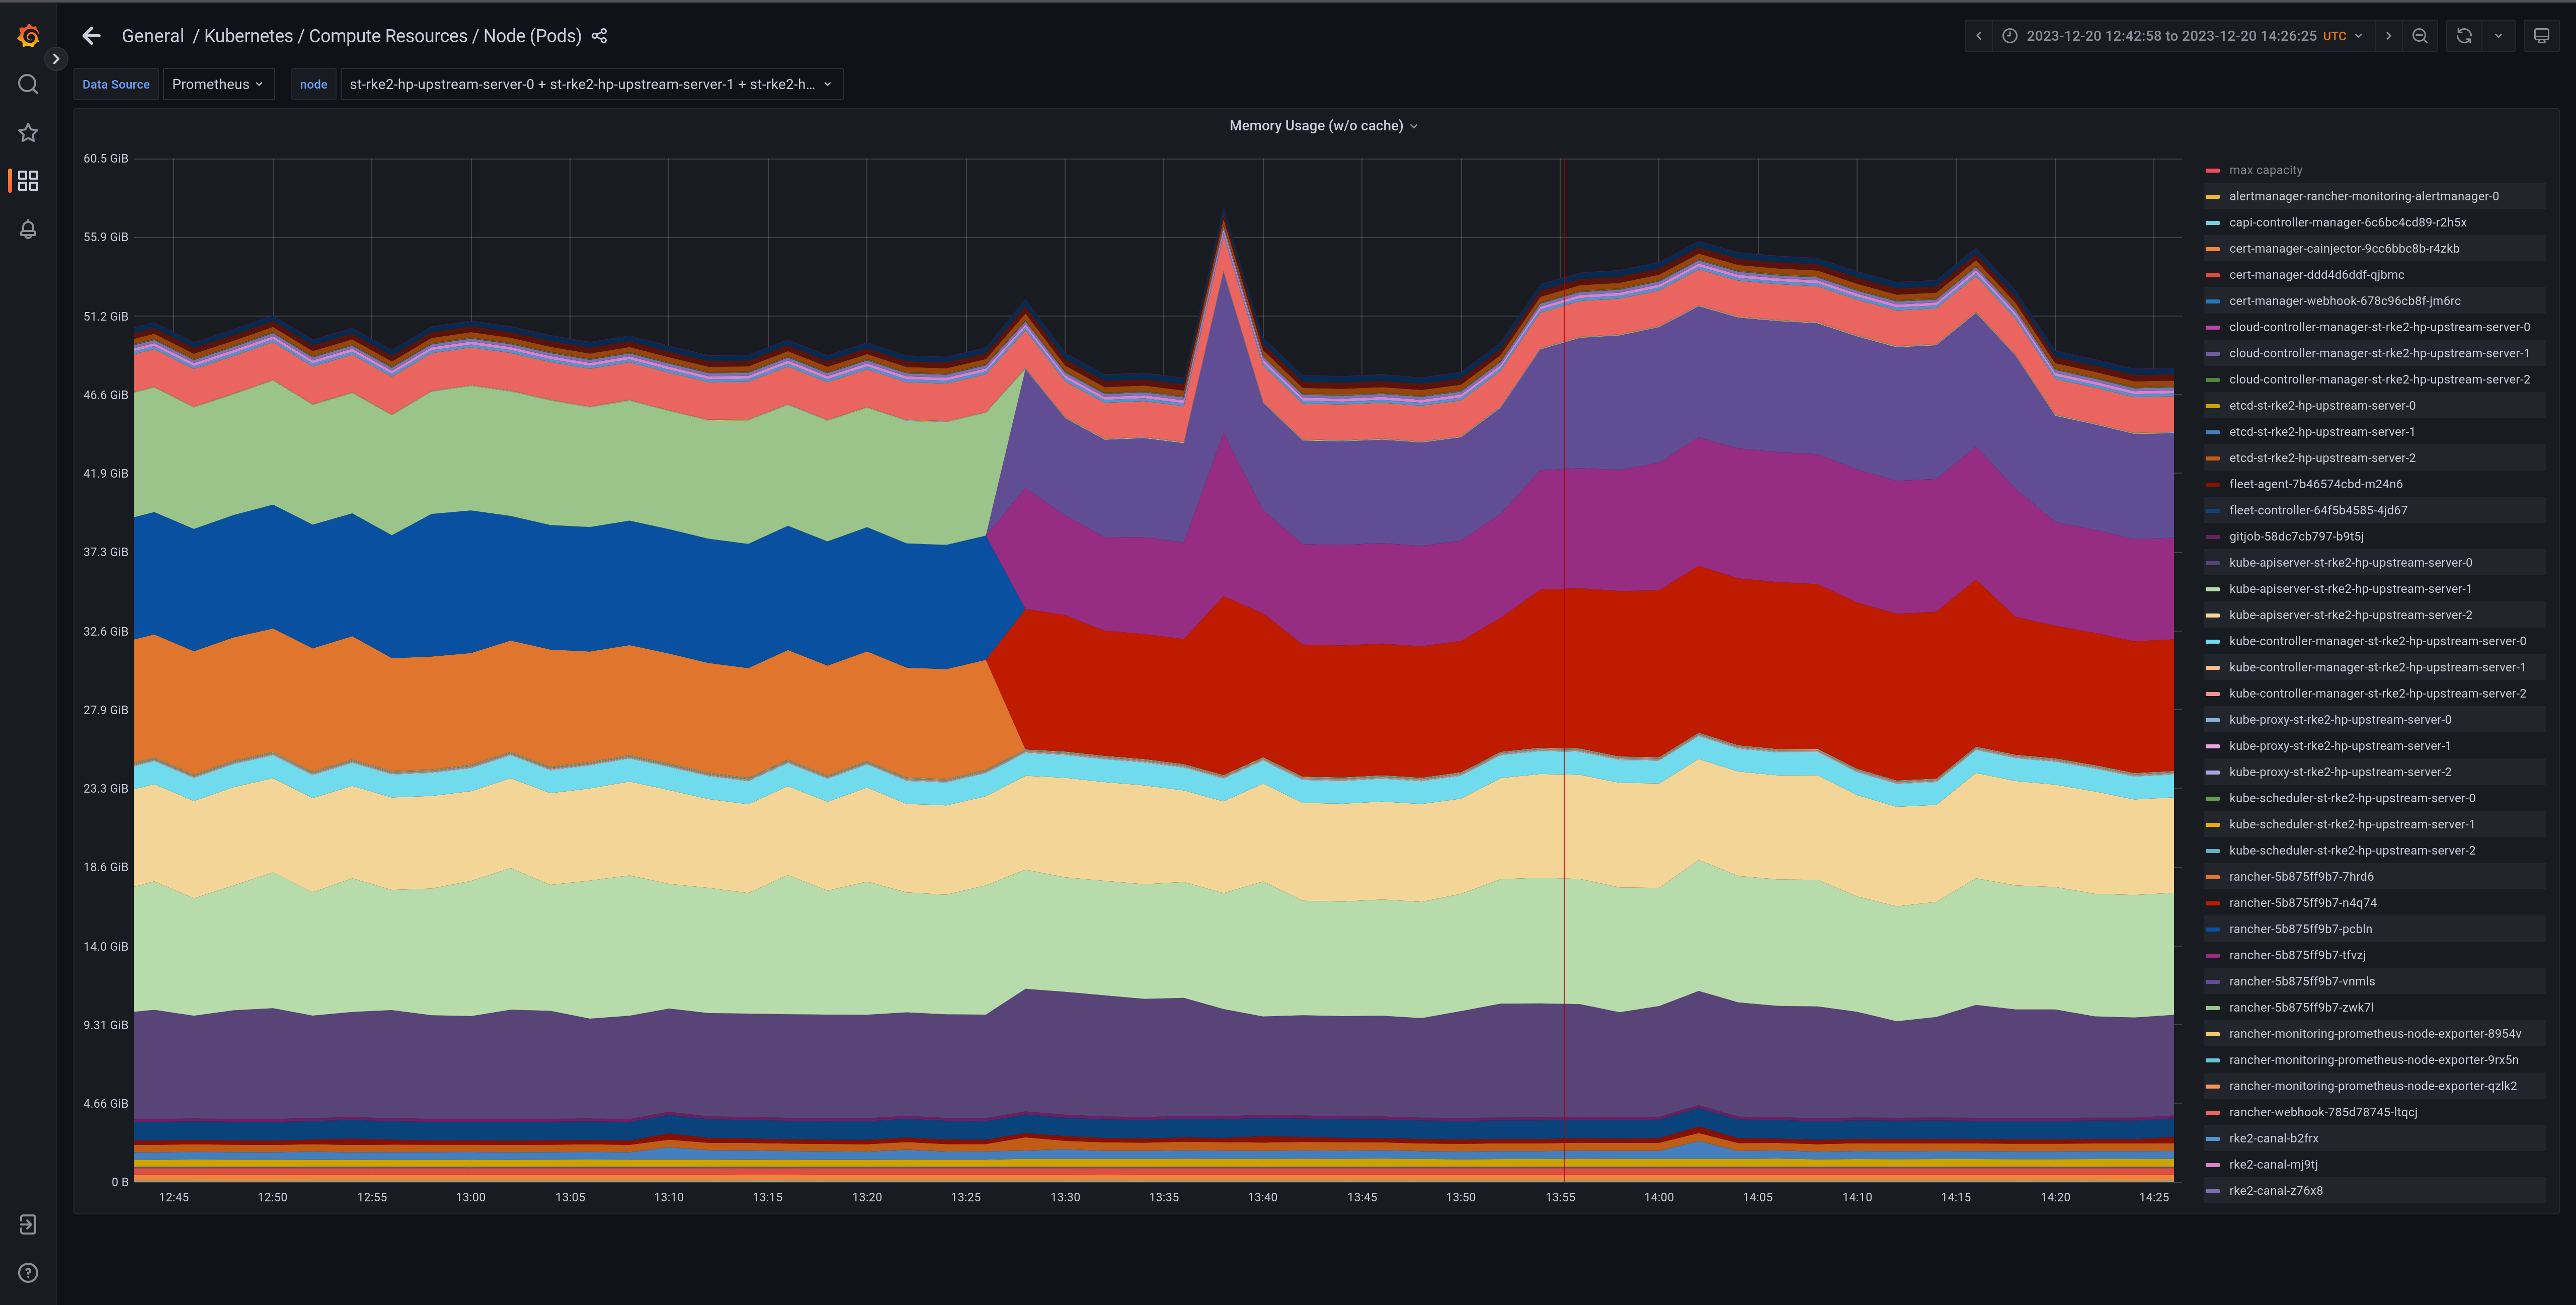 General / Kubernetes / Compute Resources / Node (Pods)
2023-12-20 12:42:58 to 2023-12-20 14:26:25 UTC
Data Source Prometheus node st-rke2-hp-upstream-server-0 + st-rke2-hp-upstream-server-1 + st-rke2-h...
Memory Usage (w/o cache)
60.5 GiB
55.9 GiB
51.2 GiB
46.6 GiB
41.9 GiB
37.3 GiB
32.6 GiB
27.9 GiB
23.3 GiB
18.6 GiB
14.0 GiB
9.31 GiB
4.66 GiB
0 B
12:45 12:50 12:55 13:00 13:05 13:10 13:15 13:20 13:25 13:30 13:35 13:40 13:45 13:50 13:55 14:00 14:05 14:10 14:15 14:20 14:25
max capacity
alertmanager-rancher-monitoring-alertmanager-0
capi-controller-manager-6c6bc4cd89-r2h5x
cert-manager-cainjector-9cc6bbc8b-r4zkb
cert-manager-ddd4d6ddf-qjbmc
cert-manager-webhook-678c96cb8f-jm6rc
cloud-controller-manager-st-rke2-hp-upstream-server-0
cloud-controller-manager-st-rke2-hp-upstream-server-1
cloud-controller-manager-st-rke2-hp-upstream-server-2
etcd-st-rke2-hp-upstream-server-0
etcd-st-rke2-hp-upstream-server-1
etcd-st-rke2-hp-upstream-server-2
fleet-agent-7b46574cbd-m24n6
fleet-controller-64f5b4585-4jd67
gitjob-58dc7cb797-b9t5j
kube-apiserver-st-rke2-hp-upstream-server-0
kube-apiserver-st-rke2-hp-upstream-server-1
kube-apiserver-st-rke2-hp-upstream-server-2
kube-controller-manager-st-rke2-hp-upstream-server-0
kube-controller-manager-st-rke2-hp-upstream-server-1
kube-controller-manager-st-rke2-hp-upstream-server-2
kube-proxy-st-rke2-hp-upstream-server-0
kube-proxy-st-rke2-hp-upstream-server-1
kube-proxy-st-rke2-hp-upstream-server-2
kube-scheduler-st-rke2-hp-upstream-server-0
kube-scheduler-st-rke2-hp-upstream-server-1
kube-scheduler-st-rke2-hp-upstream-server-2
rancher-5b875ff9b7-7hrd6
rancher-5b875ff9b7-n4q74
rancher-5b875ff9b7-pcbln
rancher-5b875ff9b7-tfvzj
rancher-5b875ff9b7-vnmls
rancher-5b875ff9b7-zwk7l
rancher-monitoring-prometheus-node-exporter-8954v
rancher-monitoring-prometheus-node-exporter-9rx5n
rancher-monitoring-prometheus-node-exporter-qzlk2
rancher-webhook-785d78745-ltqcj
rke2-canal-b2frx
rke2-canal-mj9tj
rke2-canal-z76x8